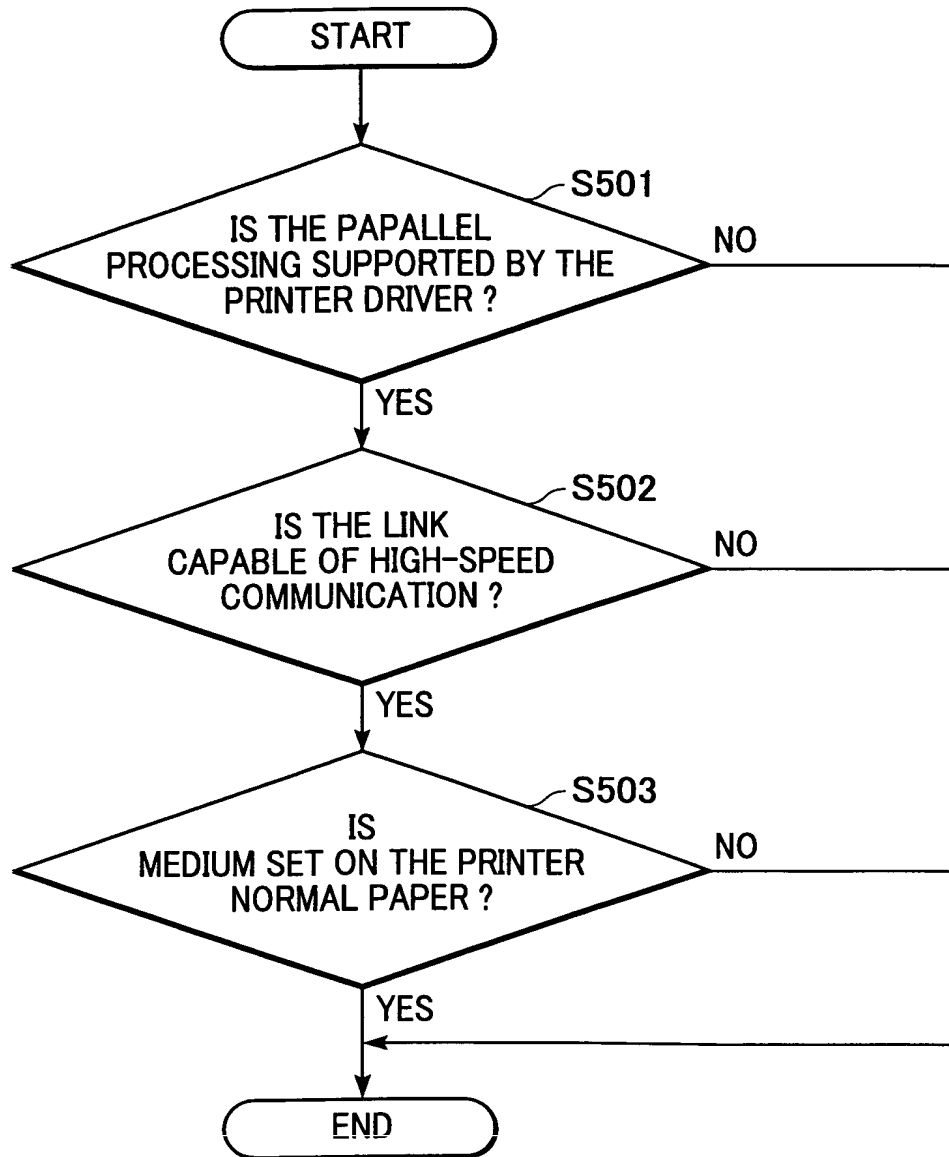 START
S501
IS THE PAPALLEL
PROCESSING SUPPORTED BY THE
PRINTER DRIVER ?
NO
YES
S502
IS THE LINK
CAPABLE OF HIGH-SPEED
COMMUNICATION ?
NO
YES
S503
IS
MEDIUM SET ON THE PRINTER
NORMAL PAPER ?
NO
YES
END